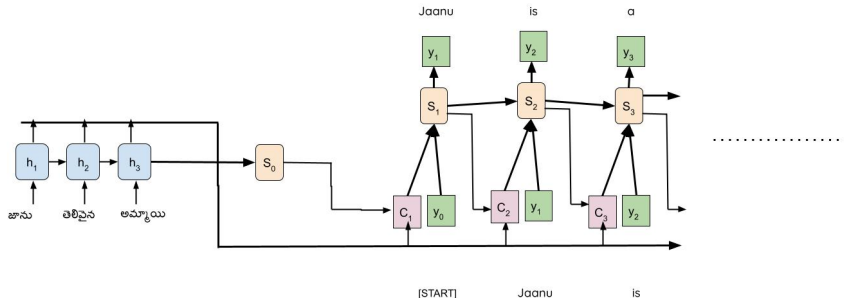 Jaanu is a
y1 y2 y3
S1 S2 S3
h1 h2 h3 S0
జాను తెలివైన అమ్మాయి
C1 y0 C2 y1 C3 y2
[START] Jaanu is